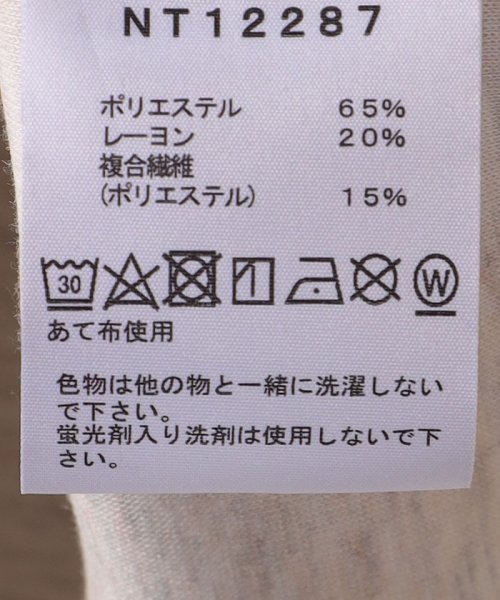 NT12287
ポリエステル 65%
レーヨン 20%
複合繊維
(ポリエステル) 15%
30 W
あて布使用
色物は他の物と一緒に洗濯しない
で下さい。
蛍光剤入り洗剤は使用しないで下
さい。